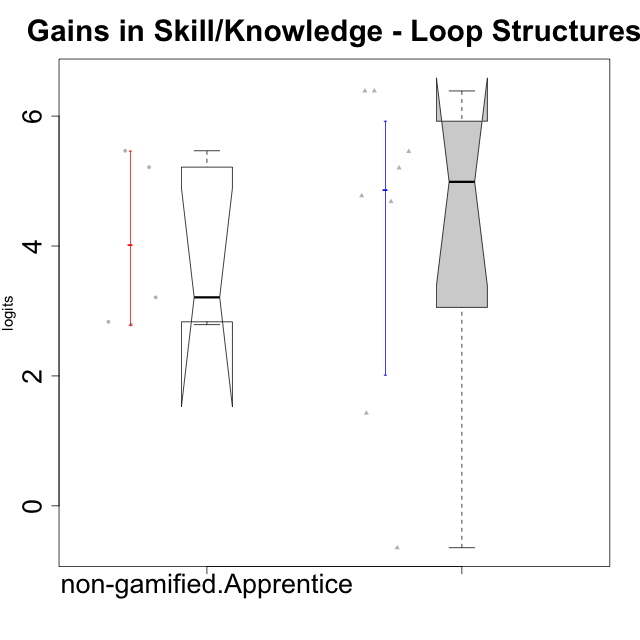 Gains in Skill/Knowledge - Loop Structures
6
4
2
0
logits
non-gamified.Apprentice